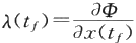 λ(t_f) = ∂Φ / ∂x(t_f)